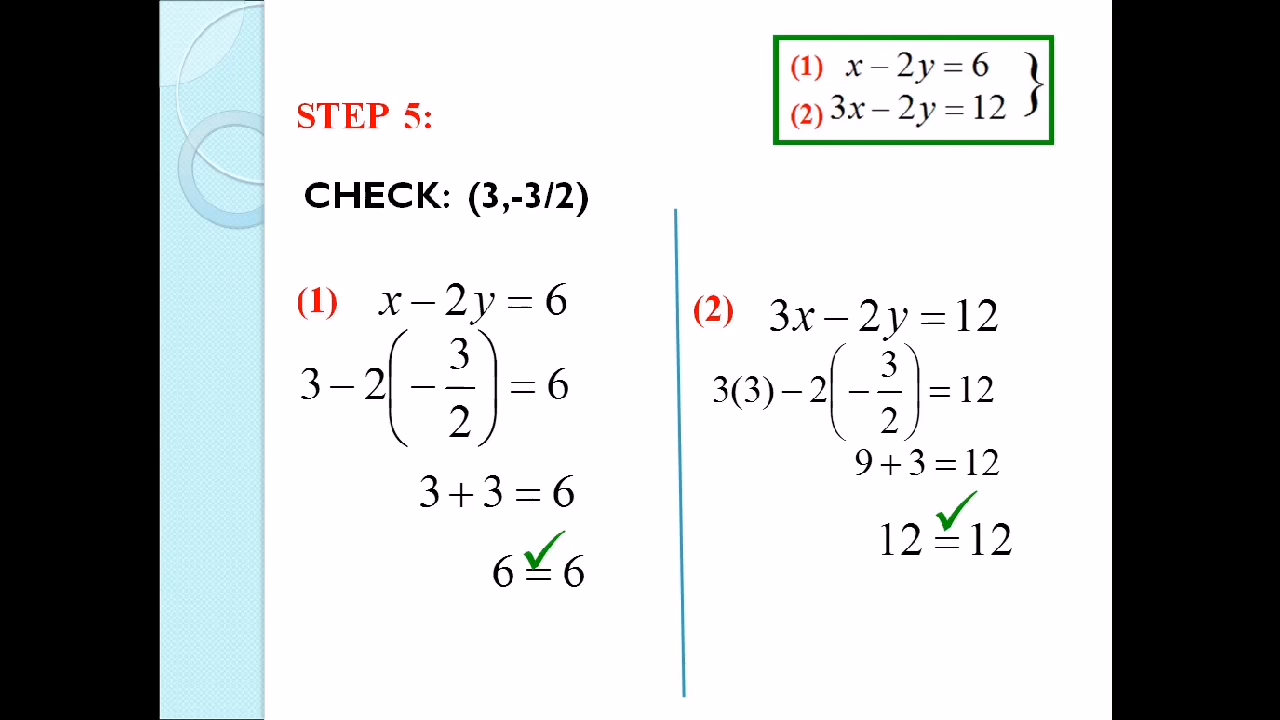 (1) x − 2y = 6
(2) 3x − 2y = 12 }
STEP 5:
CHECK: (3,-3/2)
(1) x − 2y = 6
3 − 2(− 3/2) = 6
3 + 3 = 6
6 = 6
(2) 3x − 2y = 12
3(3) − 2(− 3/2) = 12
9 + 3 = 12
12 = 12